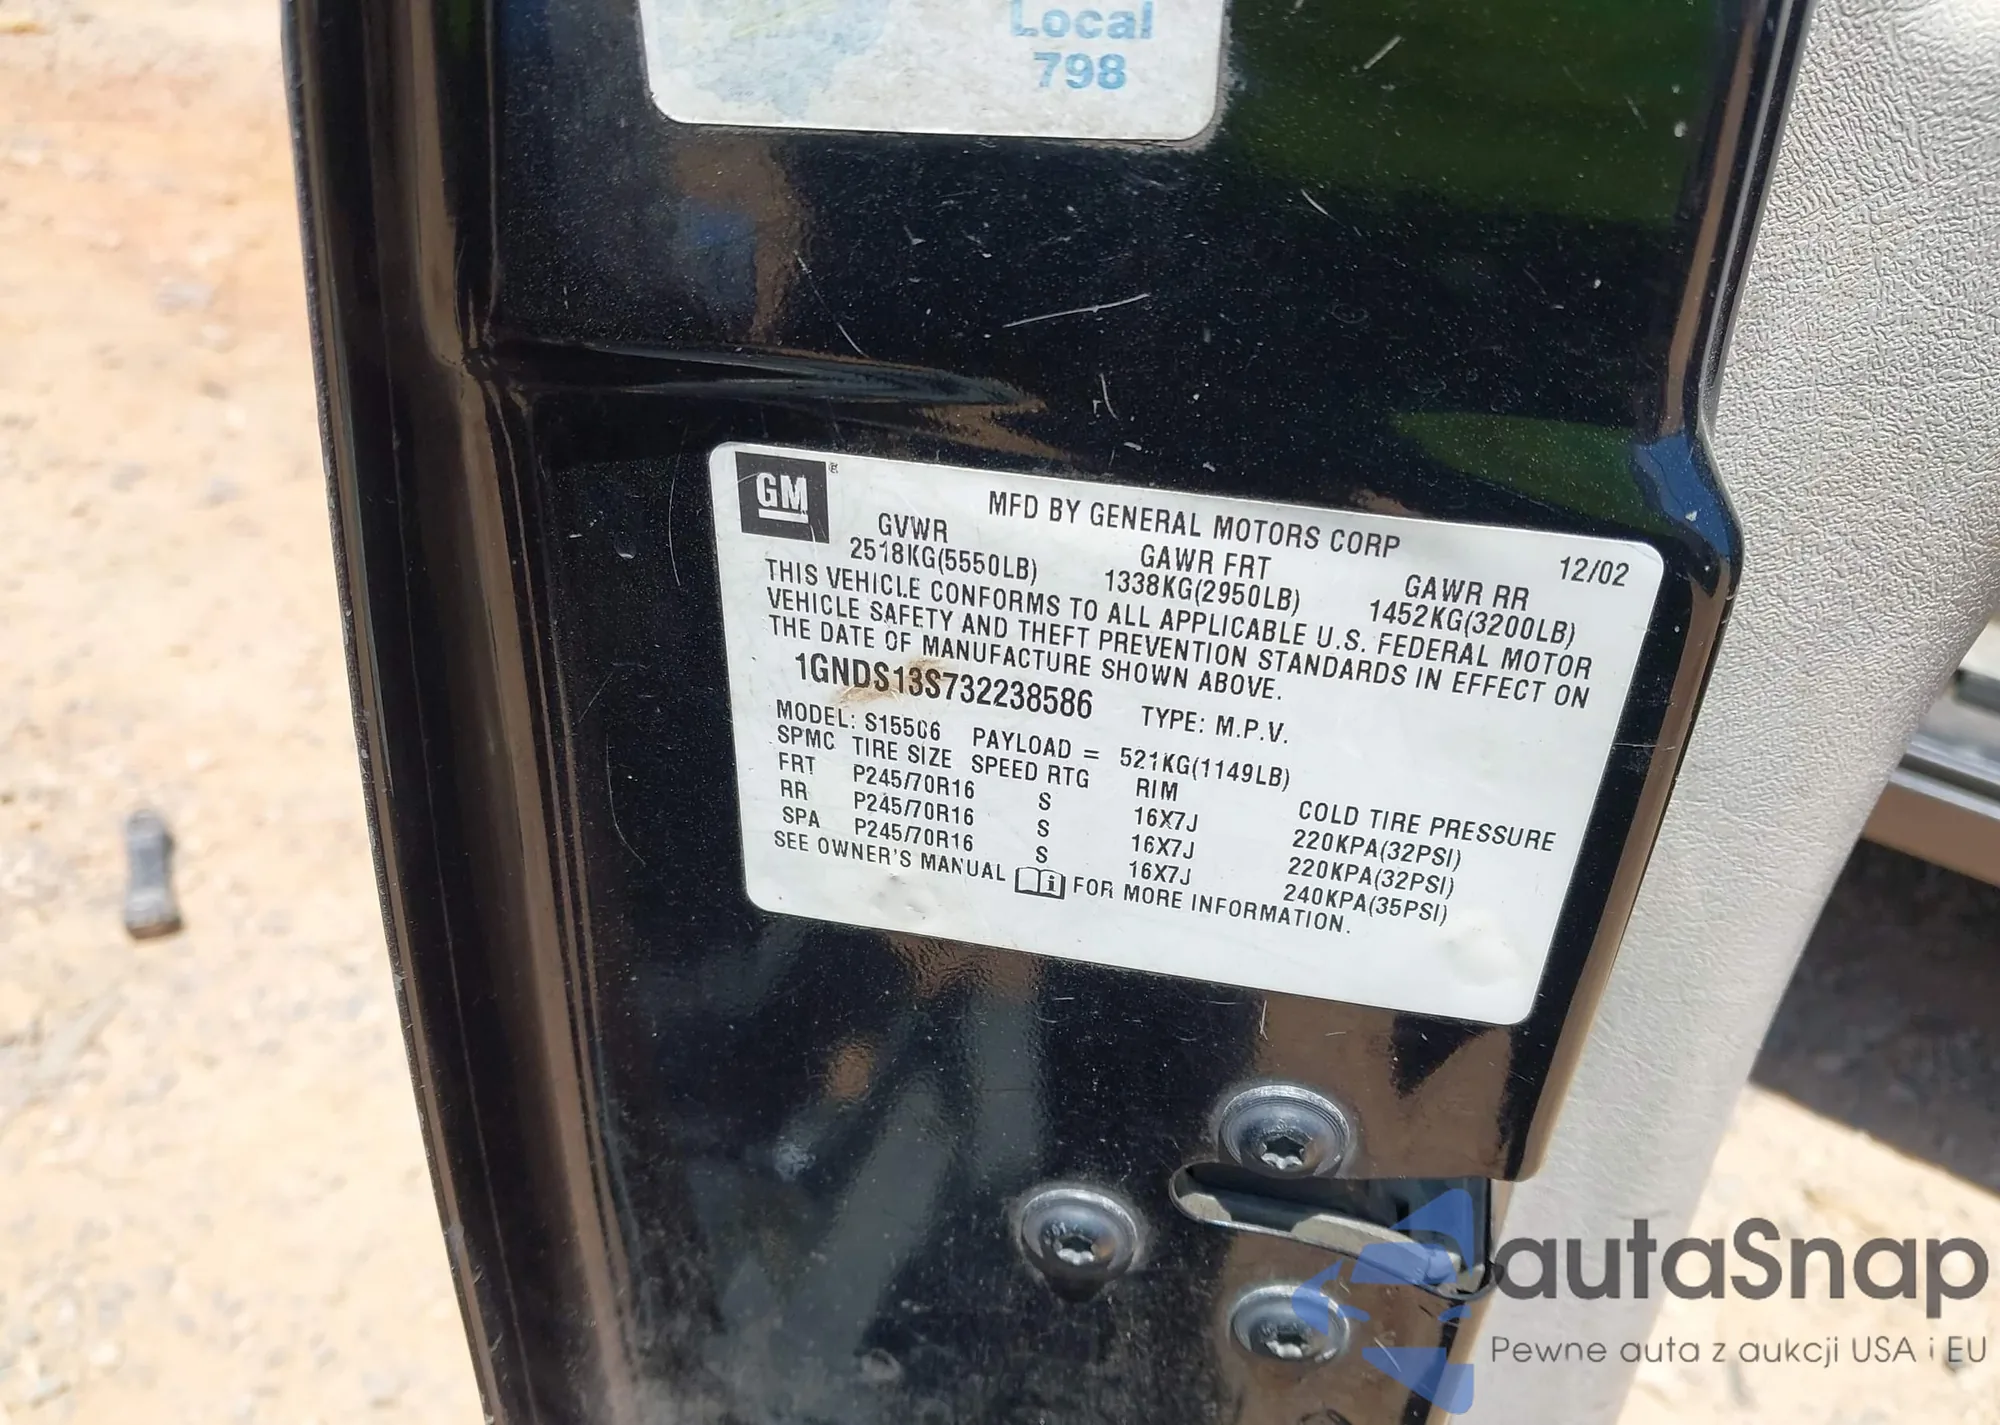 Local
798
GM®
MFD BY GENERAL MOTORS CORP
12/02
GVWR GAWR FRT GAWR RR
2518KG(5550LB) 1338KG(2950LB) 1452KG(3200LB)
THIS VEHICLE CONFORMS TO ALL APPLICABLE U.S. FEDERAL MOTOR
VEHICLE SAFETY AND THEFT PREVENTION STANDARDS IN EFFECT ON
THE DATE OF MANUFACTURE SHOWN ABOVE.
1GNDS13S732238586 TYPE: M.P.V.
MODEL: S15506 PAYLOAD = 521KG(1149LB)
SPMC TIRE SIZE SPEED RTG RIM COLD TIRE PRESSURE
FRT P245/70R16 S 16X7J 220KPA(32PSI)
RR P245/70R16 S 16X7J 220KPA(32PSI)
SPA P245/70R16 S 16X7J 240KPA(35PSI)
SEE OWNER'S MANUAL FOR MORE INFORMATION.
autaSnap
Pewne auta z aukcji USA i EU